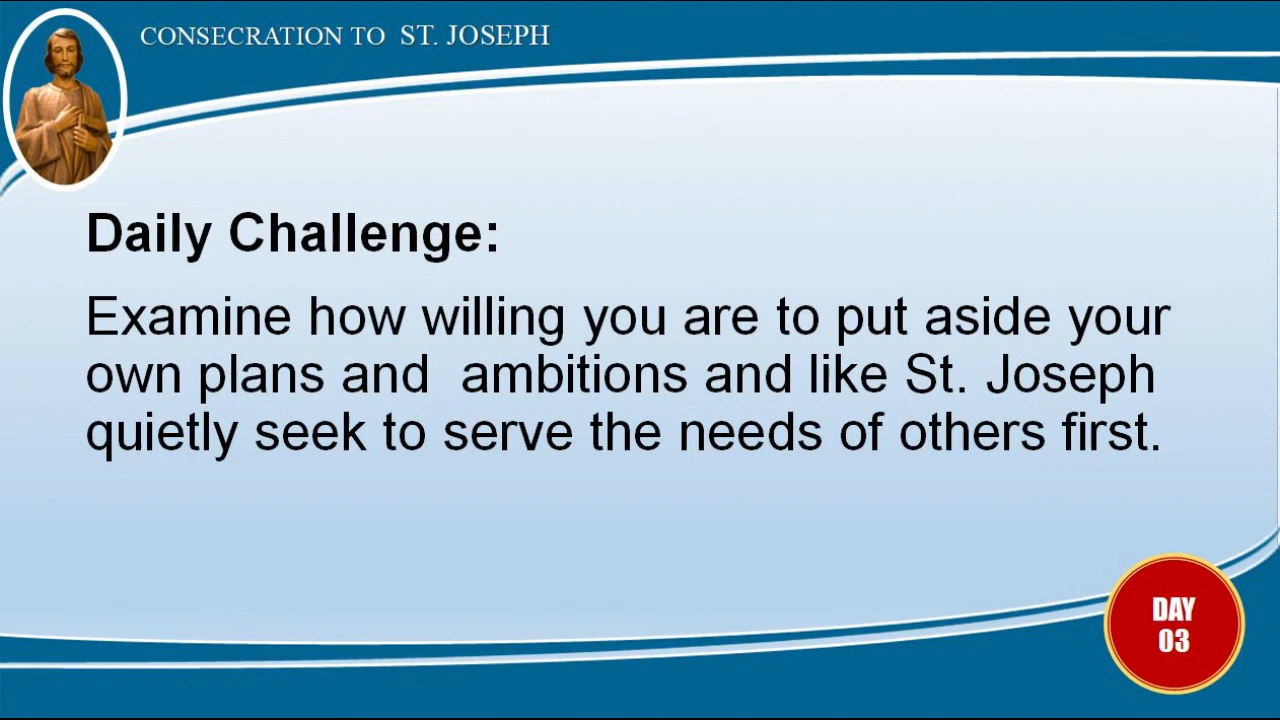 CONSECRATION TO ST. JOSEPH
Daily Challenge:
Examine how willing you are to put aside your
own plans and  ambitions and like St. Joseph
quietly seek to serve the needs of others first.
DAY
03